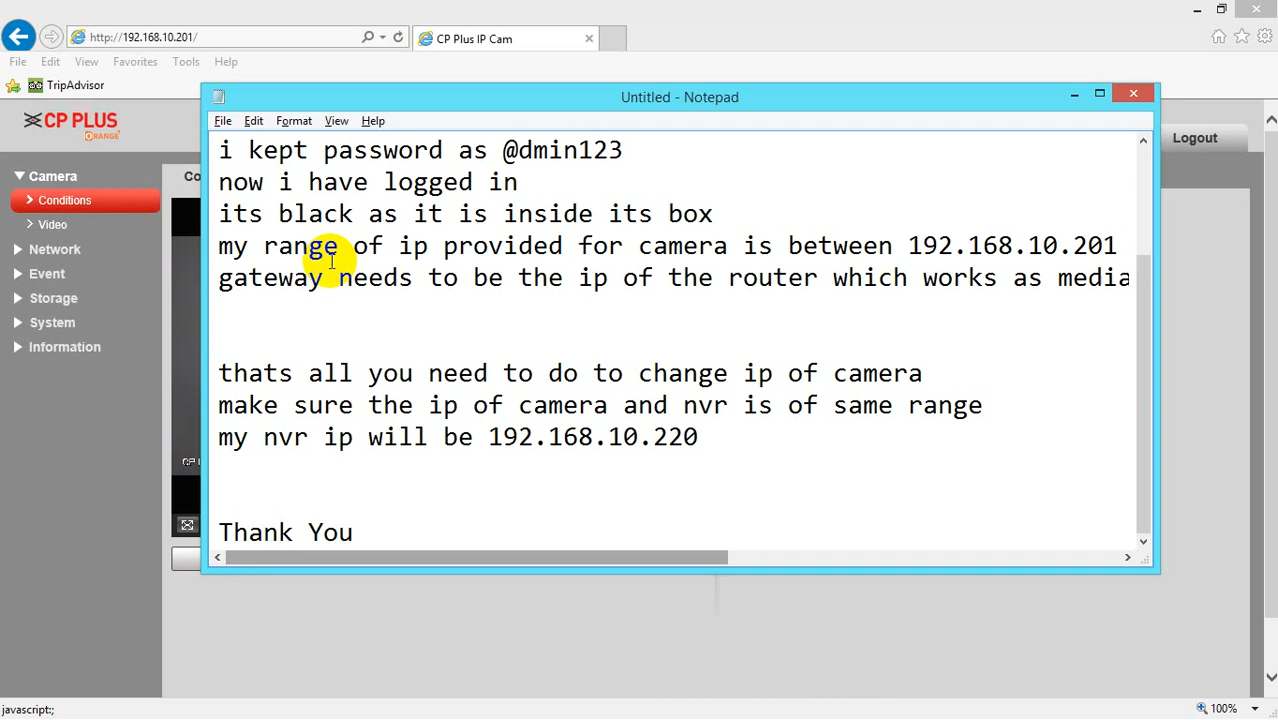 http://192.168.10.201/
CP Plus IP Cam
File Edit View Favorites Tools Help
TripAdvisor
CP PLUS
ORANGE
Logout
Camera
Conditions
Video
Network
Event
Storage
System
Information
Co
CP
Untitled - Notepad
File Edit Format View Help
i kept password as @dmin123
now i have logged in
its black as it is inside its box
my range of ip provided for camera is between 192.168.10.201
gateway needs to be the ip of the router which works as media
thats all you need to do to change ip of camera
make sure the ip of camera and nvr is of same range
my nvr ip will be 192.168.10.220
Thank You
javascript:;
100%